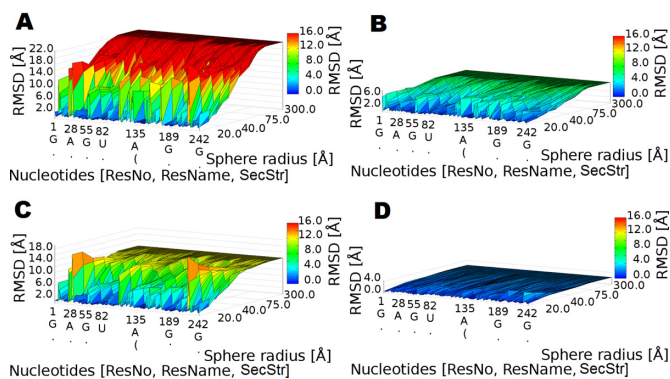 A
22.0
18.0
14.0
10.0
6.0
2.0
RMSD [Å]
16.0
12.0
8.0
4.0
0.0
RMSD [Å]
300.0
75.0
40.0
20.0
1 28 55 82 135 189 242
G A G U A G G
. . . . ( . .
Sphere radius [Å]
Nucleotides [ResNo, ResName, SecStr]
B
6.0
2.0
RMSD [Å]
16.0
12.0
8.0
4.0
0.0
RMSD [Å]
300.0
75.0
40.0
20.0
1 28 55 82 135 189 242
G A G U A G G
. . . . ( . .
Sphere radius [Å]
Nucleotides [ResNo, ResName, SecStr]
C
18.0
14.0
10.0
6.0
2.0
RMSD [Å]
16.0
12.0
8.0
4.0
0.0
RMSD [Å]
300.0
75.0
40.0
20.0
1 28 55 82 135 189 242
G A G U A G G
. . . . ( . .
Sphere radius [Å]
Nucleotides [ResNo, ResName, SecStr]
D
4.0
0.0
RMSD [Å]
16.0
12.0
8.0
4.0
0.0
RMSD [Å]
300.0
75.0
40.0
20.0
1 28 55 82 135 189 242
G A G U A G G
. . . . ( . .
Sphere radius [Å]
Nucleotides [ResNo, ResName, SecStr]